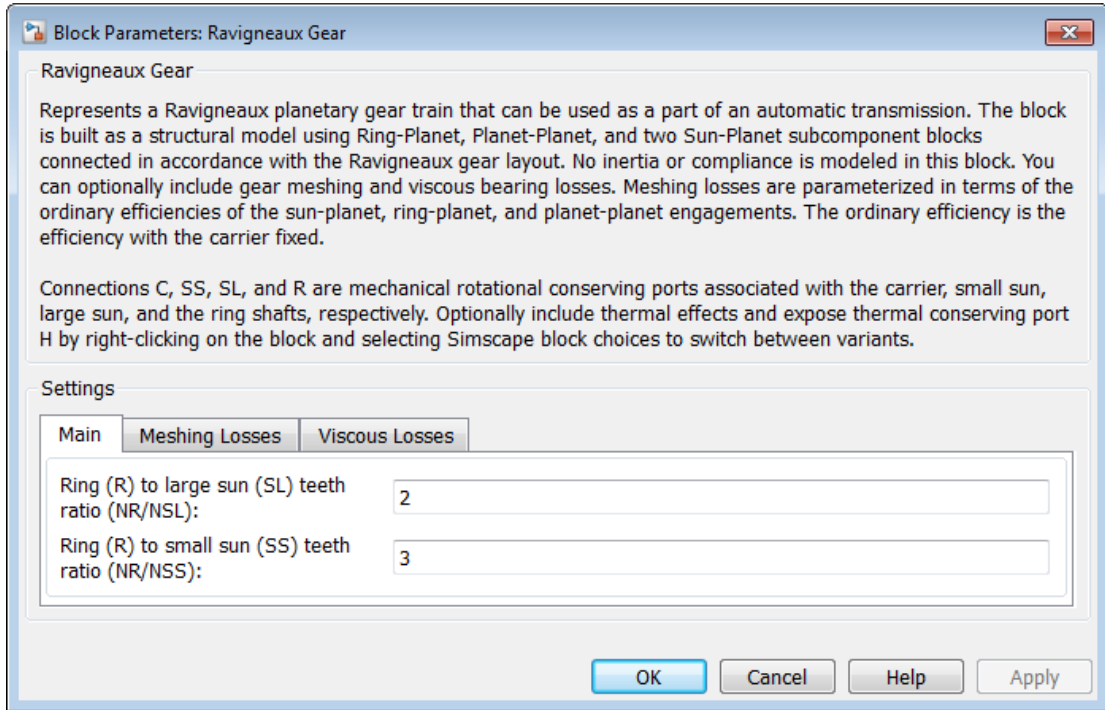 Block Parameters: Ravigneaux Gear
Ravigneaux Gear
Represents a Ravigneaux planetary gear train that can be used as a part of an automatic transmission. The block
is built as a structural model using Ring-Planet, Planet-Planet, and two Sun-Planet subcomponent blocks
connected in accordance with the Ravigneaux gear layout. No inertia or compliance is modeled in this block. You
can optionally include gear meshing and viscous bearing losses. Meshing losses are parameterized in terms of the
ordinary efficiencies of the sun-planet, ring-planet, and planet-planet engagements. The ordinary efficiency is the
efficiency with the carrier fixed.
Connections C, SS, SL, and R are mechanical rotational conserving ports associated with the carrier, small sun,
large sun, and the ring shafts, respectively. Optionally include thermal effects and expose thermal conserving port
H by right-clicking on the block and selecting Simscape block choices to switch between variants.
Settings
Main Meshing Losses Viscous Losses
Ring (R) to large sun (SL) teeth
ratio (NR/NSL):
2
Ring (R) to small sun (SS) teeth
ratio (NR/NSS):
3
OK Cancel Help Apply